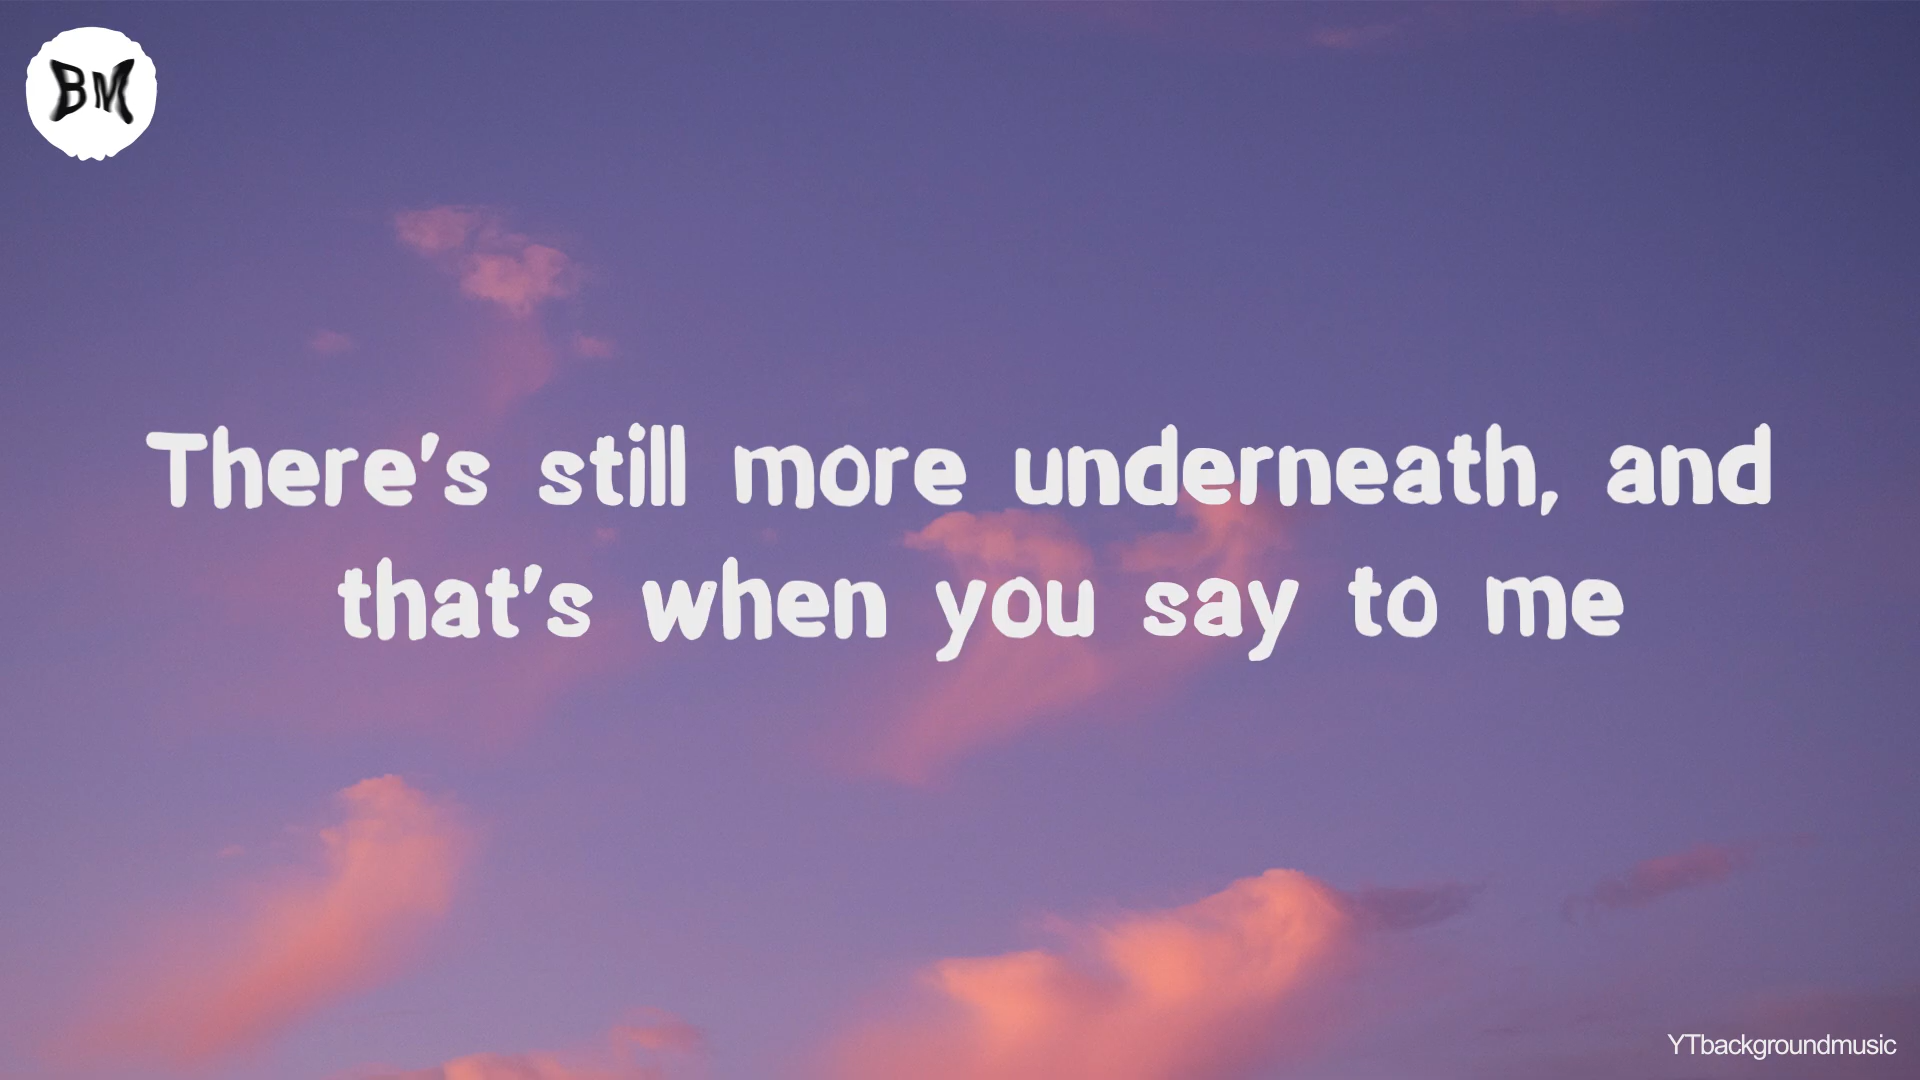 BM
There's still more underneath, and
that's when you say to me
YTbackgroundmusic